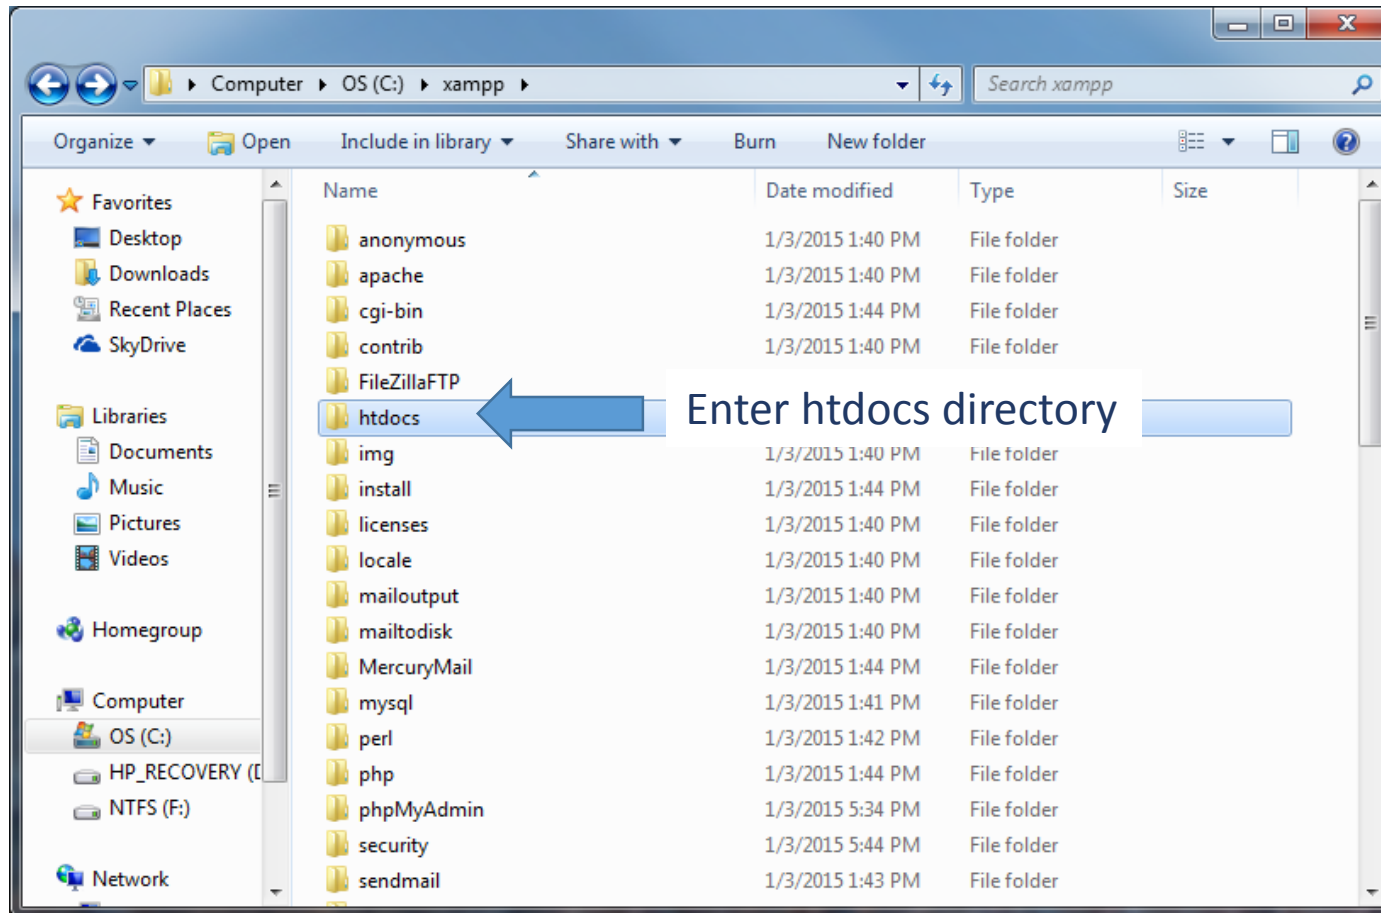 Computer OS (C:) xampp Search xampp
Organize Open Include in library Share with Burn New folder
Favorites
Desktop
Downloads
Recent Places
SkyDrive
Libraries
Documents
Music
Pictures
Videos
Homegroup
Computer
OS (C:)
HP_RECOVERY (D
NTFS (F:)
Network
Name Date modified Type Size
anonymous 1/3/2015 1:40 PM File folder
apache 1/3/2015 1:40 PM File folder
cgi-bin 1/3/2015 1:44 PM File folder
contrib 1/3/2015 1:40 PM File folder
FileZillaFTP
htdocs Enter htdocs directory
img 1/3/2015 1:40 PM File folder
install 1/3/2015 1:44 PM File folder
licenses 1/3/2015 1:40 PM File folder
locale 1/3/2015 1:40 PM File folder
mailoutput 1/3/2015 1:40 PM File folder
mailtodisk 1/3/2015 1:40 PM File folder
MercuryMail 1/3/2015 1:44 PM File folder
mysql 1/3/2015 1:41 PM File folder
perl 1/3/2015 1:42 PM File folder
php 1/3/2015 1:44 PM File folder
phpMyAdmin 1/3/2015 5:34 PM File folder
security 1/3/2015 5:44 PM File folder
sendmail 1/3/2015 1:43 PM File folder